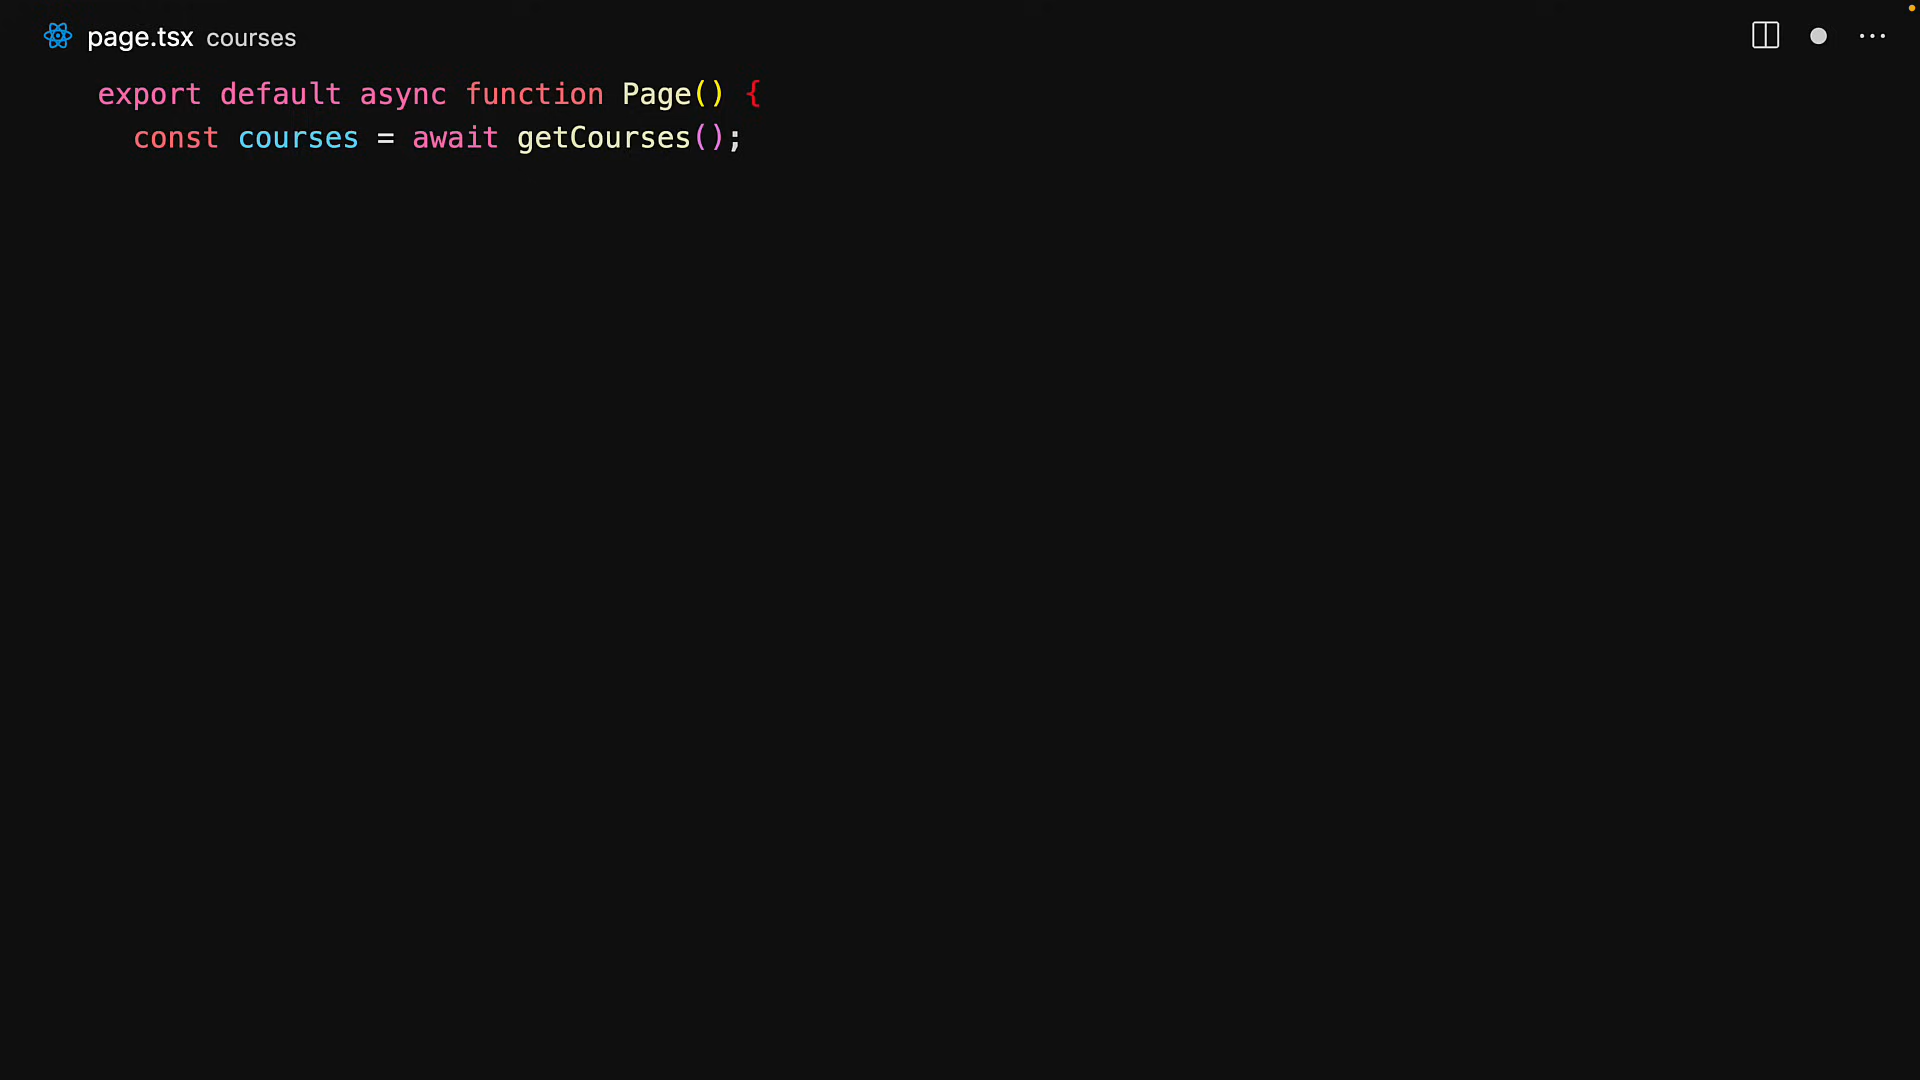 page.tsx courses
export default async function Page() {
  const courses = await getCourses();